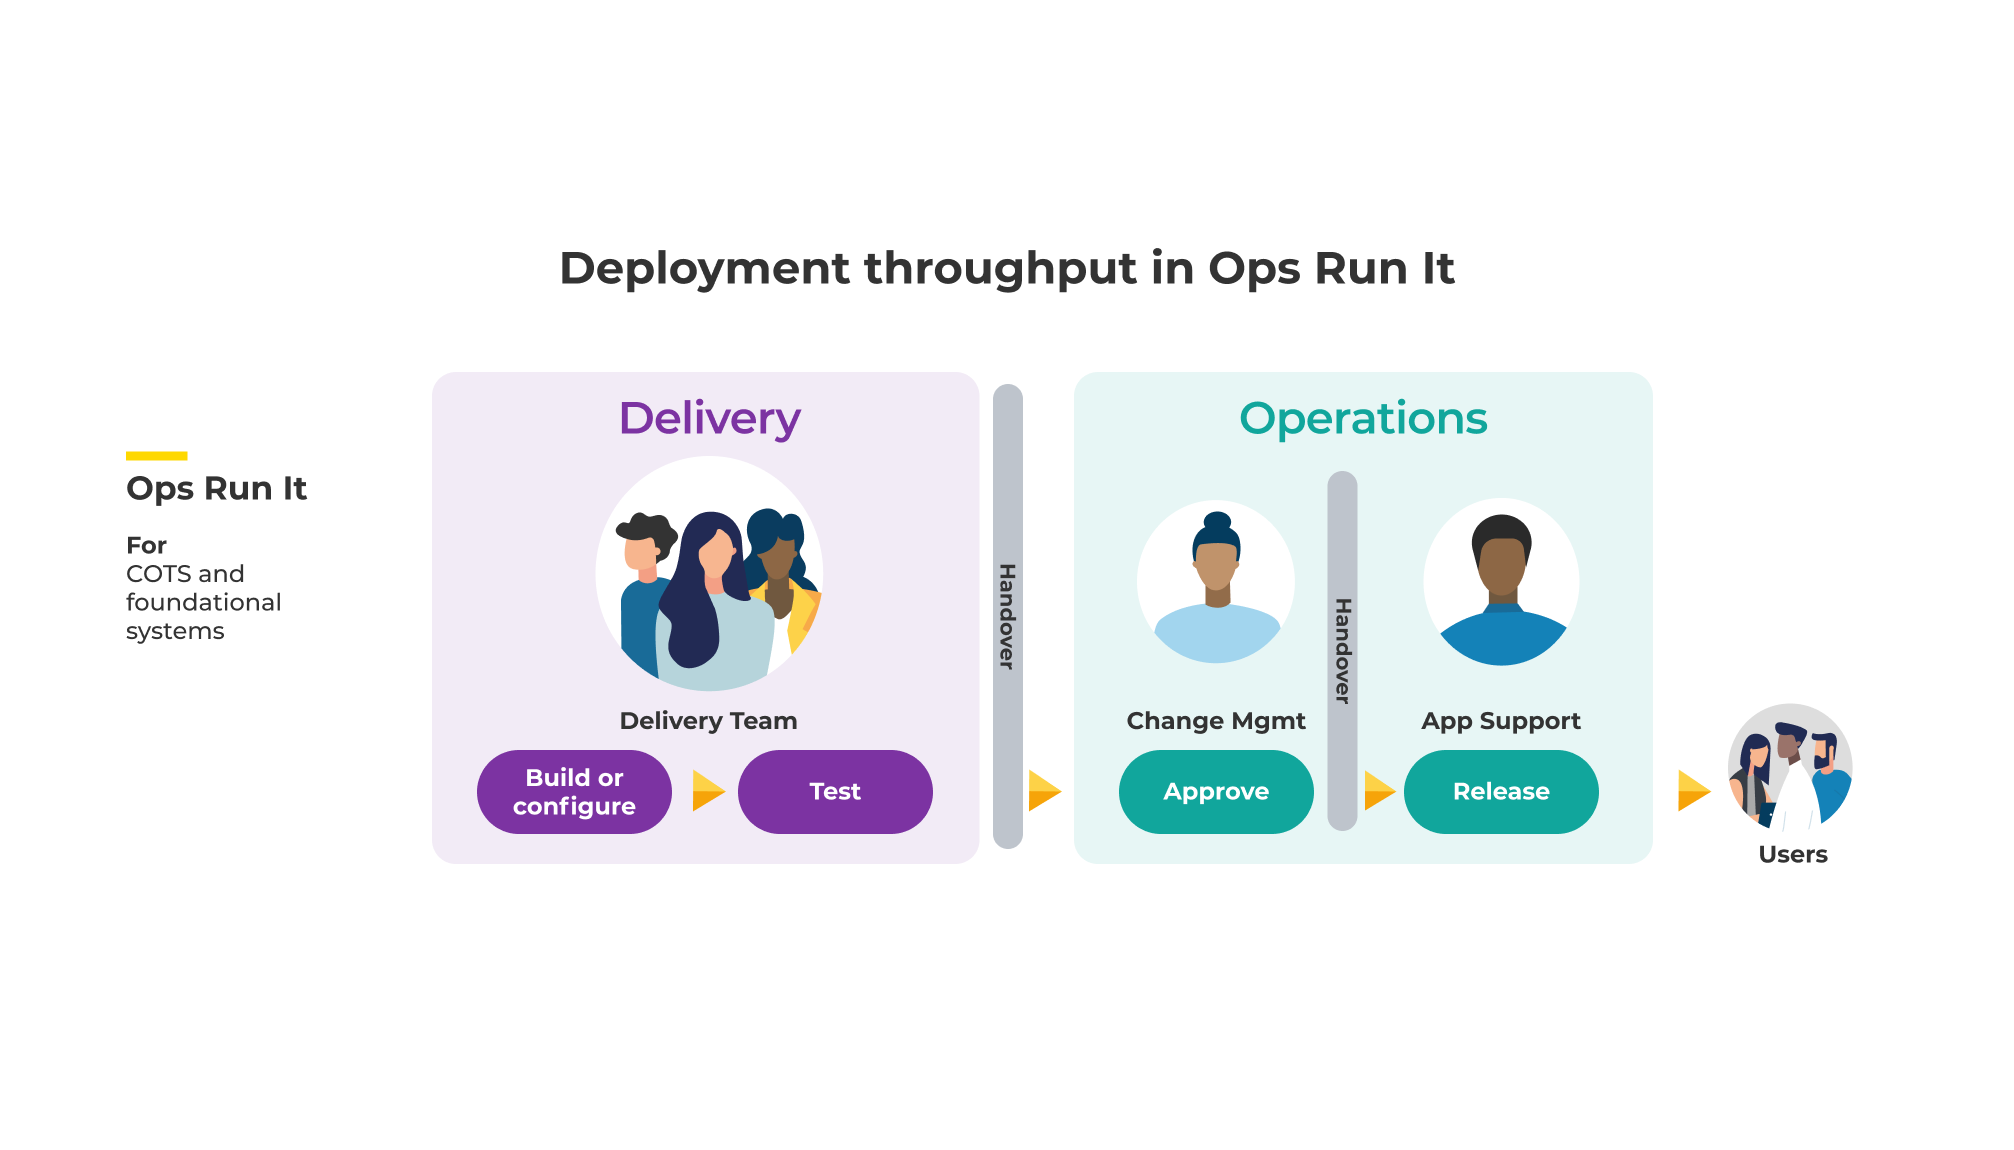 Deployment throughput in Ops Run It
Ops Run It
For
COTS and
foundational
systems
Delivery
Delivery Team
Build or
configure
Test
Handover
Operations
Change Mgmt
Approve
Handover
App Support
Release
Users